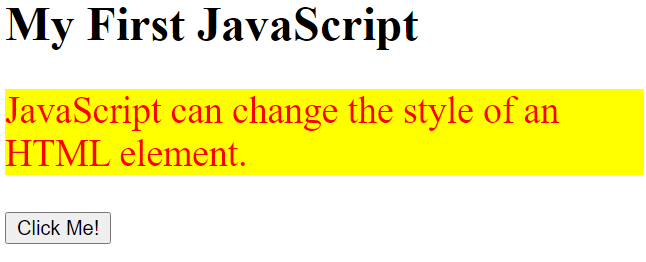 My First JavaScript
JavaScript can change the style of an
HTML element.
Click Me!